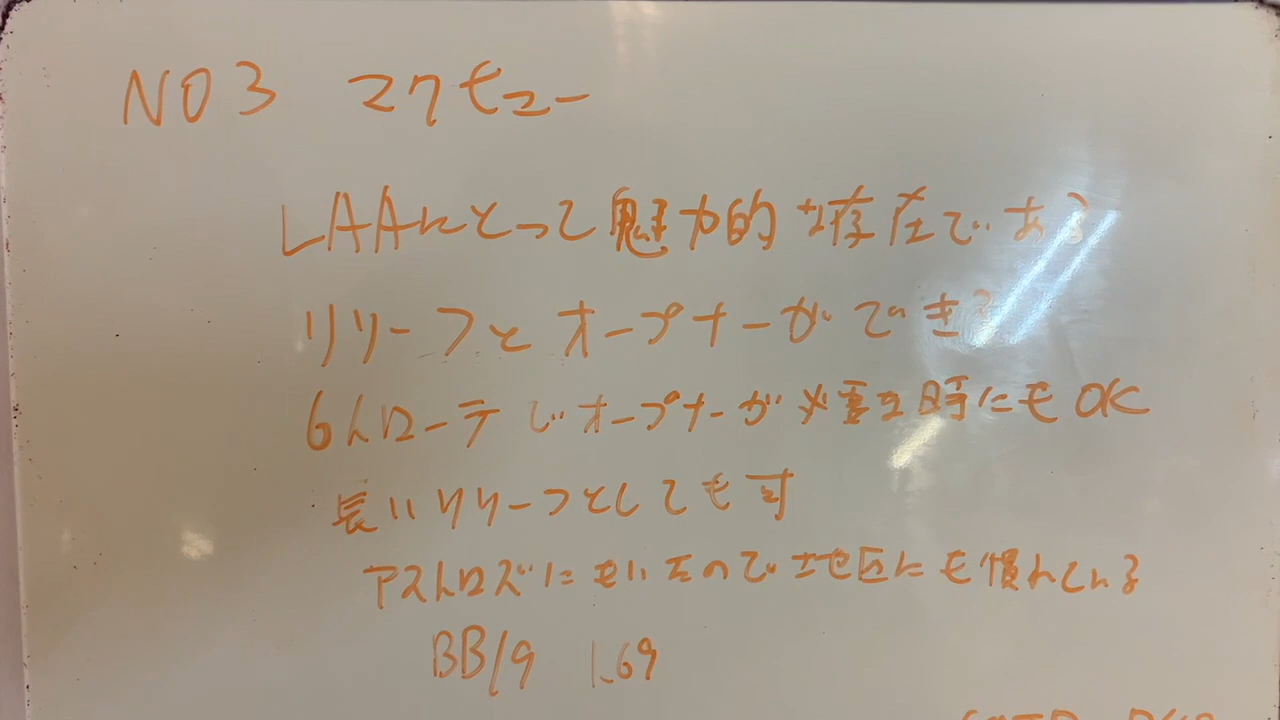 NO3 マクヒュー
LAAにとって魅力的な存在である
リリーフとオープナーができる
6人ローテでオープナーが必要な時にもOK
長いリリーフとしても可
アストロズにもいたので地区にも慣れている
BB/9 1.69